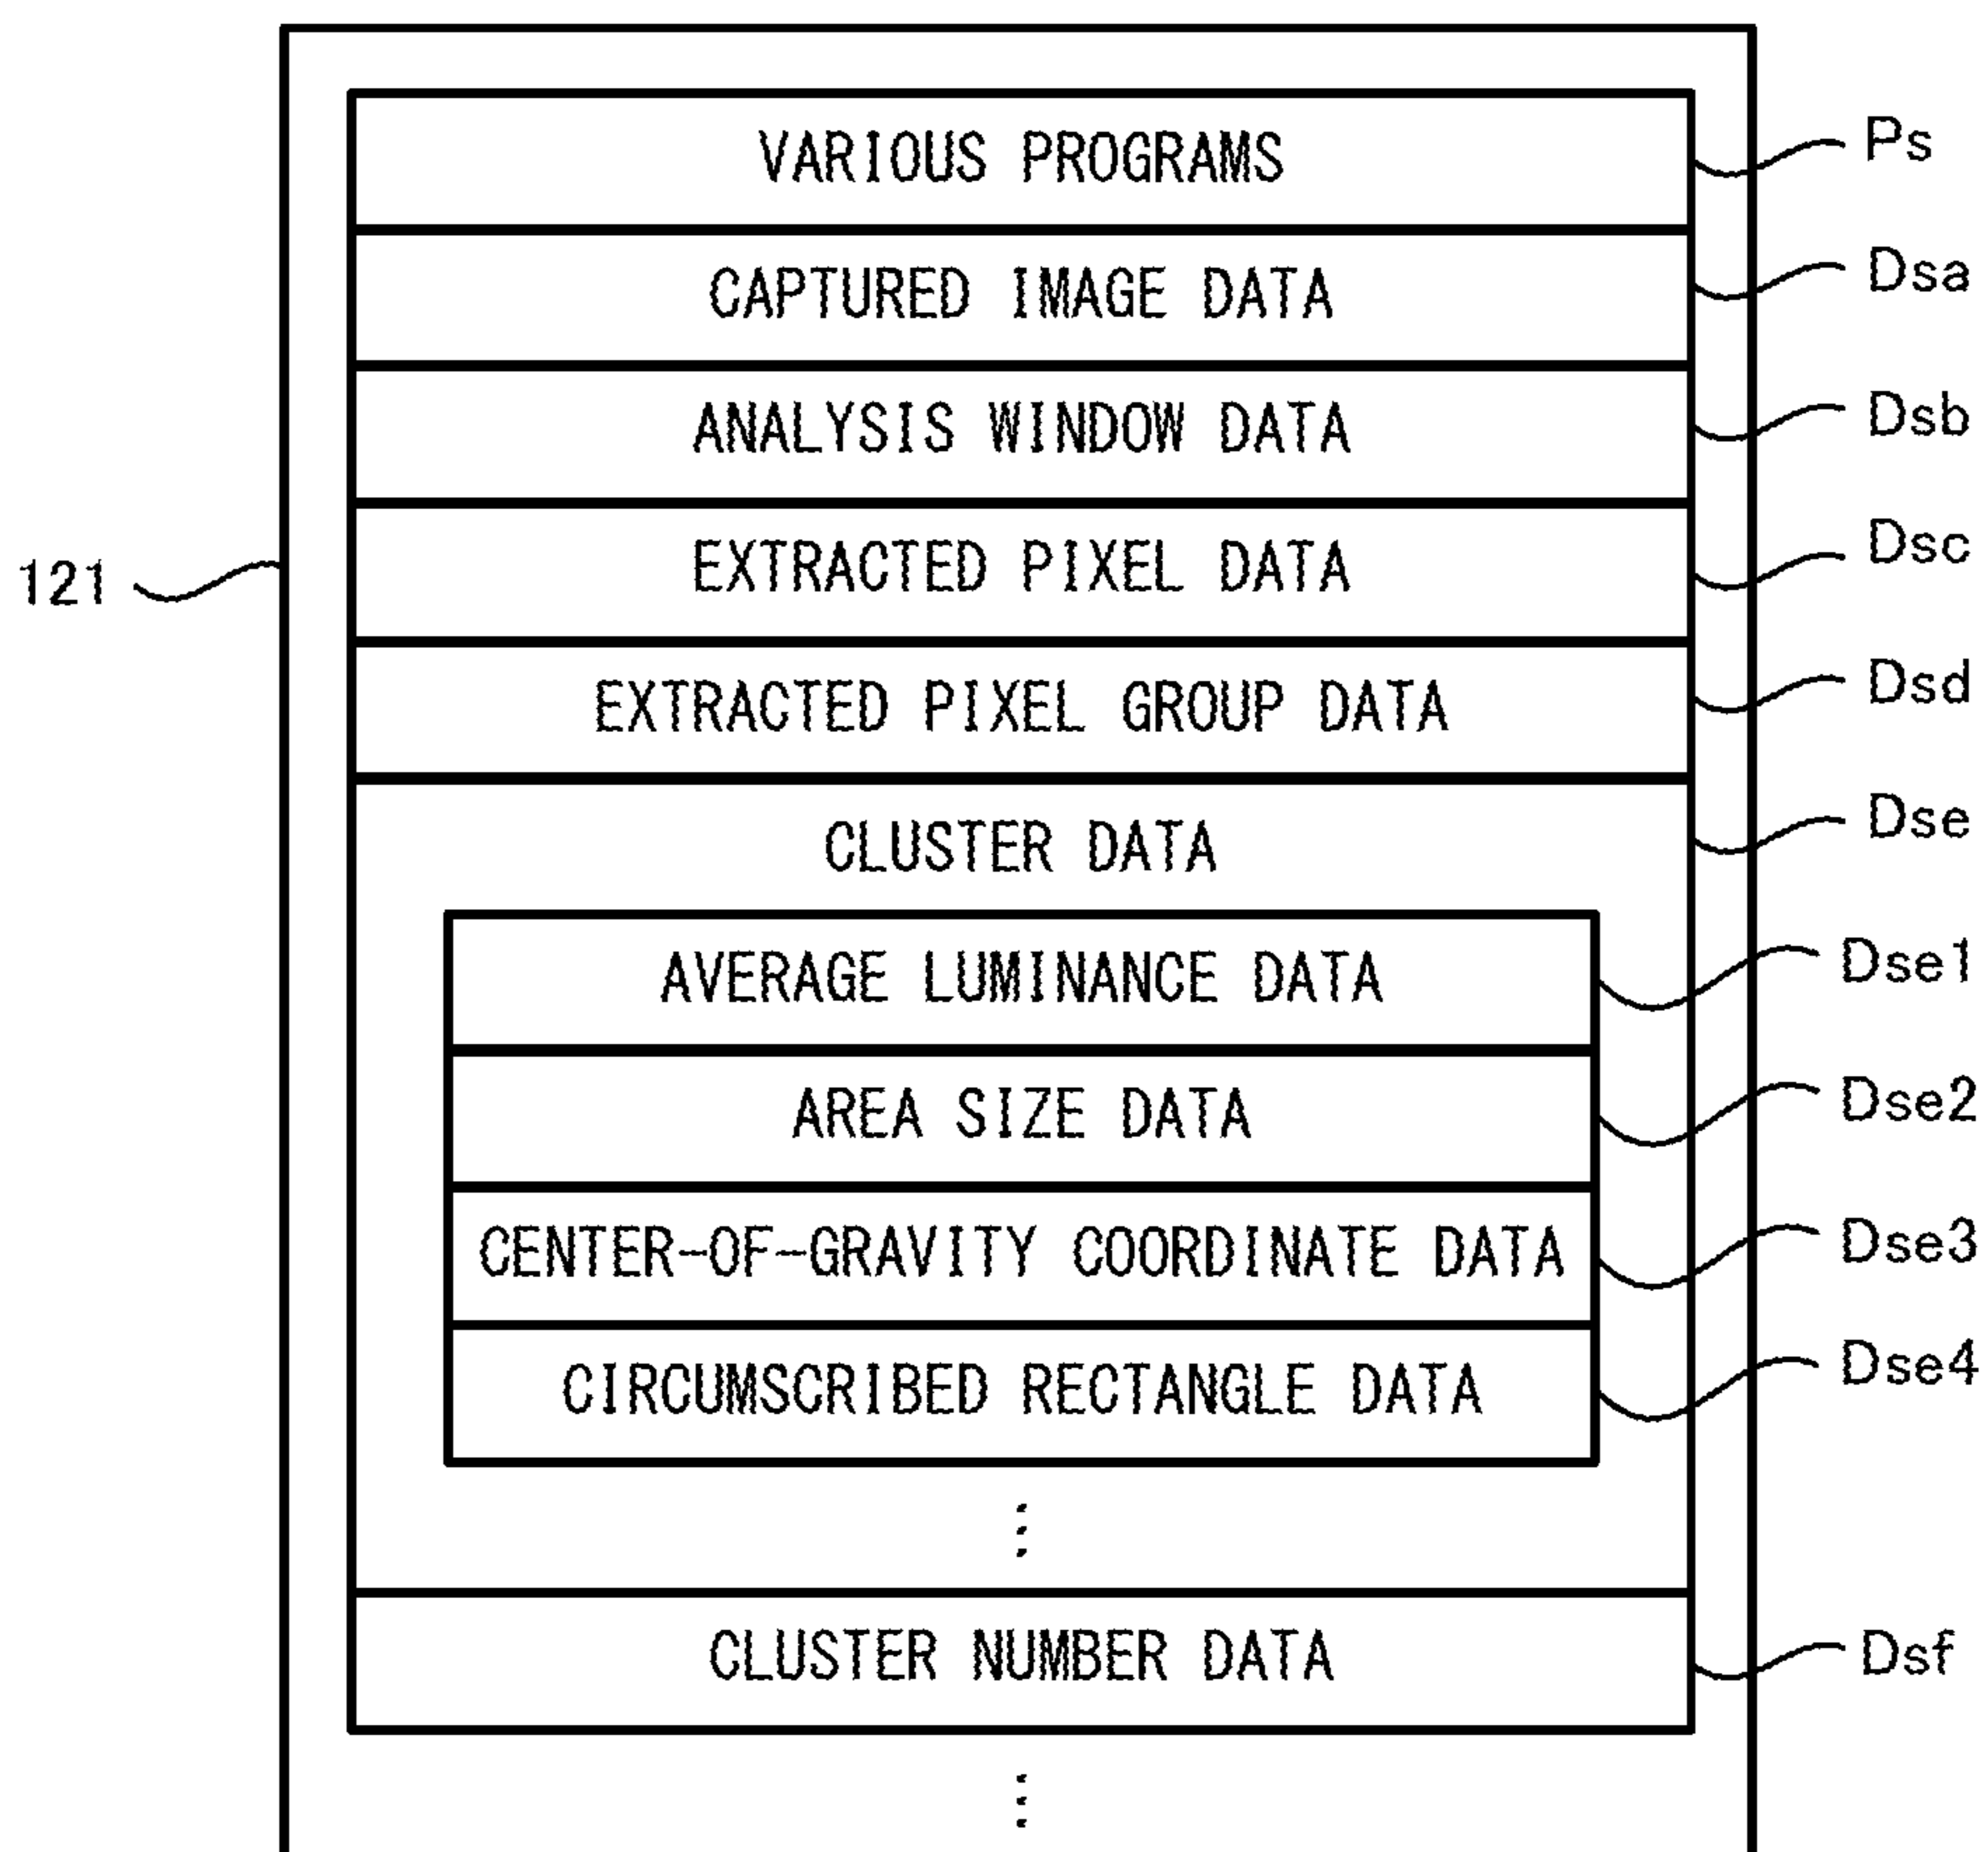 VARIOUS PROGRAMS Ps
CAPTURED IMAGE DATA Dsa
ANALYSIS WINDOW DATA Dsb
121 EXTRACTED PIXEL DATA Dsc
EXTRACTED PIXEL GROUP DATA Dsd
CLUSTER DATA Dse
AVERAGE LUMINANCE DATA Dse1
AREA SIZE DATA Dse2
CENTER-OF-GRAVITY COORDINATE DATA Dse3
CIRCUMSCRIBED RECTANGLE DATA Dse4
CLUSTER NUMBER DATA Dsf